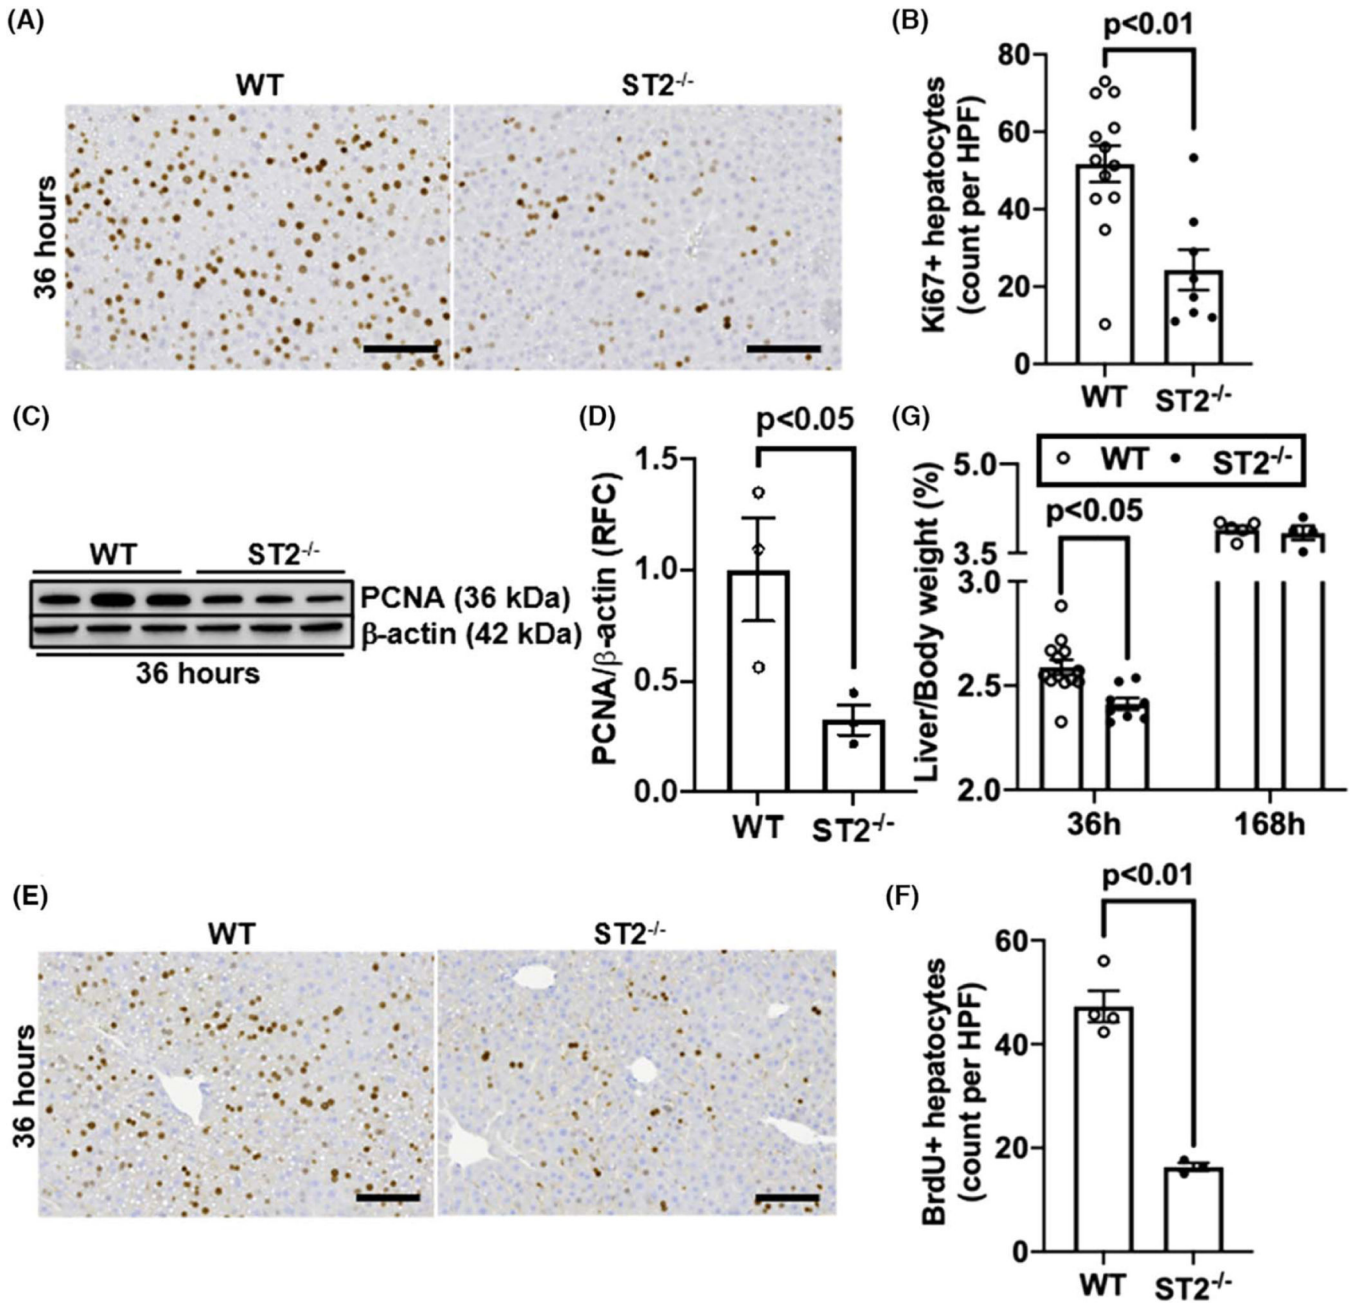 (A)
WT
ST2-/-
36 hours
(B)
p<0.01
Ki67+ hepatocytes
(count per HPF)
80
60
40
20
0
WT
ST2-/-
(C)
WT
ST2-/-
PCNA (36 kDa)
β-actin (42 kDa)
36 hours
(D)
p<0.05
PCNA/β-actin (RFC)
1.5
1.0
0.5
0.0
WT
ST2-/-
(G)
WT
ST2-/-
p<0.05
Liver/Body weight (%)
5.0
3.5
3.0
2.5
2.0
36h
168h
(E)
WT
ST2-/-
36 hours
(F)
p<0.01
BrdU+ hepatocytes
(count per HPF)
60
40
20
0
WT
ST2-/-